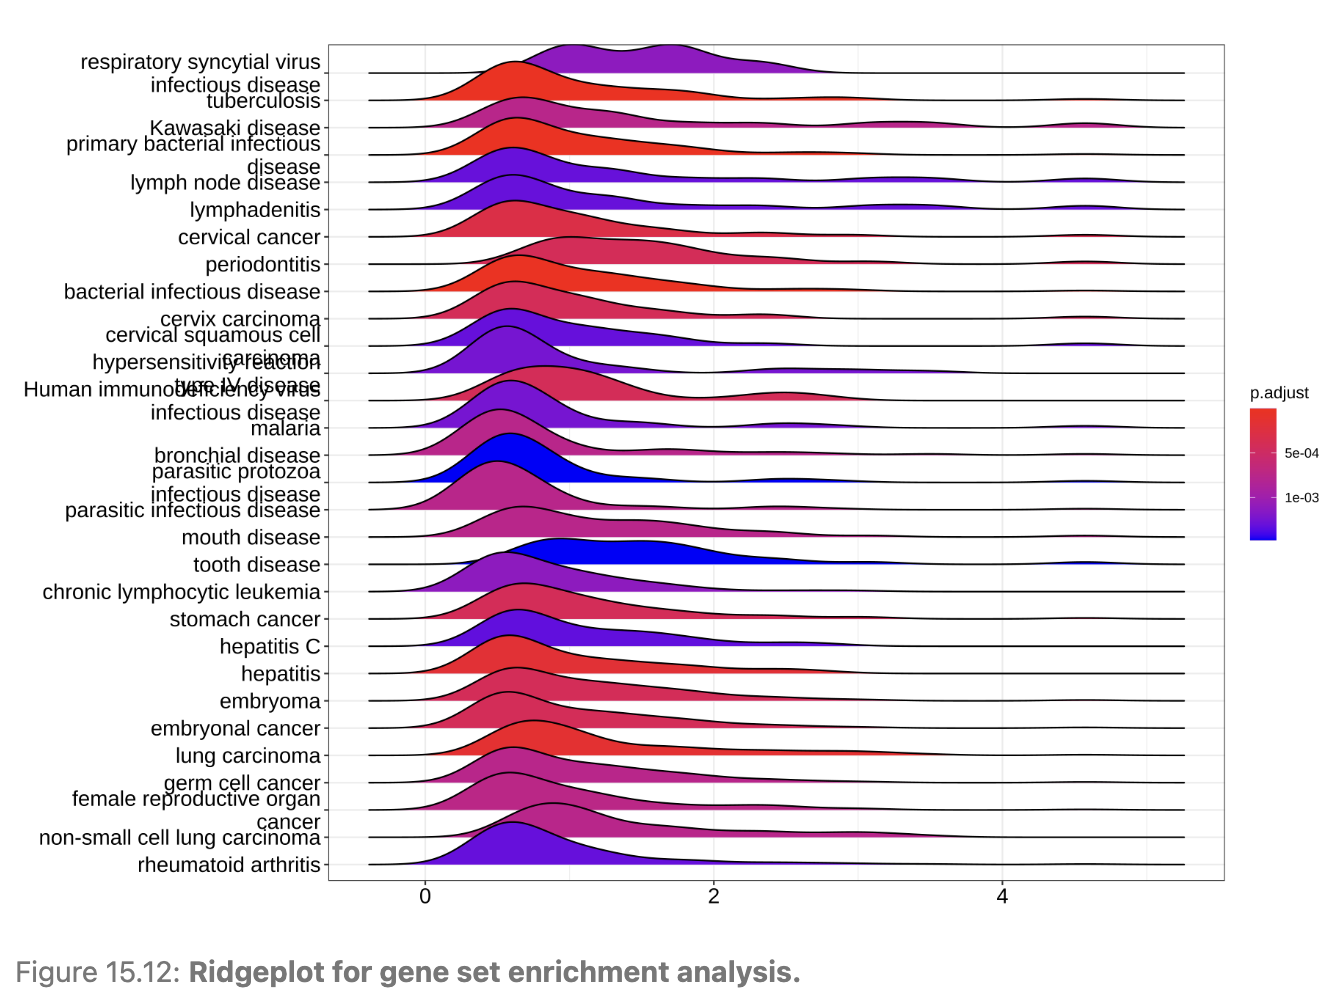 respiratory syncytial virus
infectious disease
tuberculosis
Kawasaki disease
primary bacterial infectious
disease
lymph node disease
lymphadenitis
cervical cancer
periodontitis
bacterial infectious disease
cervix carcinoma
cervical squamous cell
carcinoma
hypersensitivity reaction
type IV disease
Human immunodeficiency virus
infectious disease
malaria
bronchial disease
parasitic protozoa
infectious disease
parasitic infectious disease
mouth disease
tooth disease
chronic lymphocytic leukemia
stomach cancer
hepatitis C
hepatitis
embryoma
embryonal cancer
lung carcinoma
germ cell cancer
female reproductive organ
cancer
non-small cell lung carcinoma
rheumatoid arthritis
0 2 4
p.adjust
5e-04
1e-03
Figure 15.12: Ridgeplot for gene set enrichment analysis.